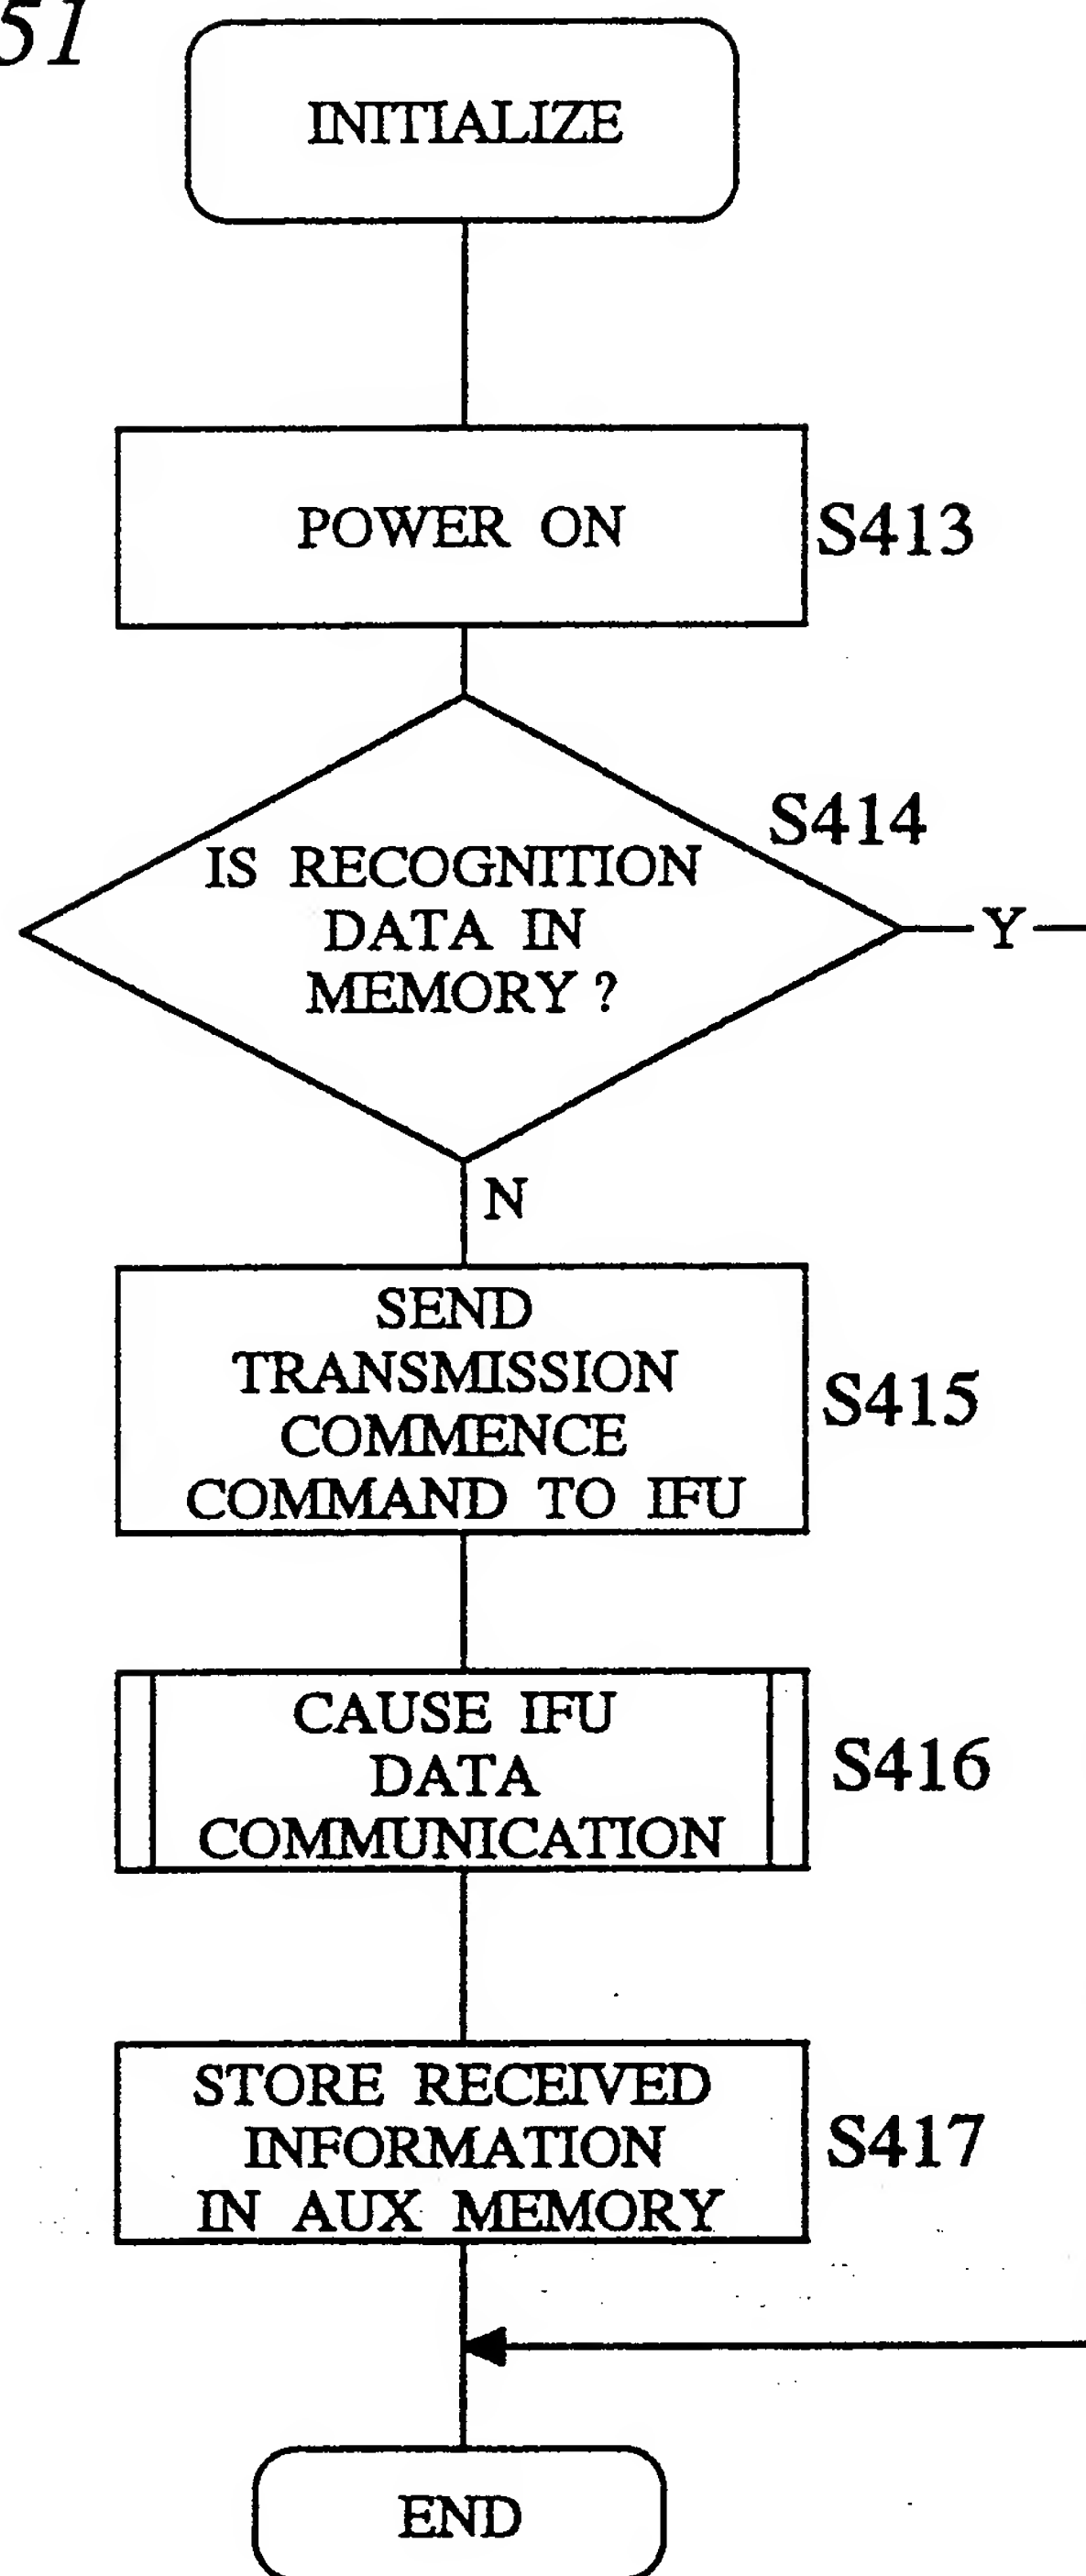 51
INITIALIZE
POWER ON
S413
S414
IS RECOGNITION
DATA IN
MEMORY ?
Y
N
SEND
TRANSMISSION
COMMENCE
COMMAND TO IFU
S415
CAUSE IFU
DATA
COMMUNICATION
S416
STORE RECEIVED
INFORMATION
IN AUX MEMORY
S417
END